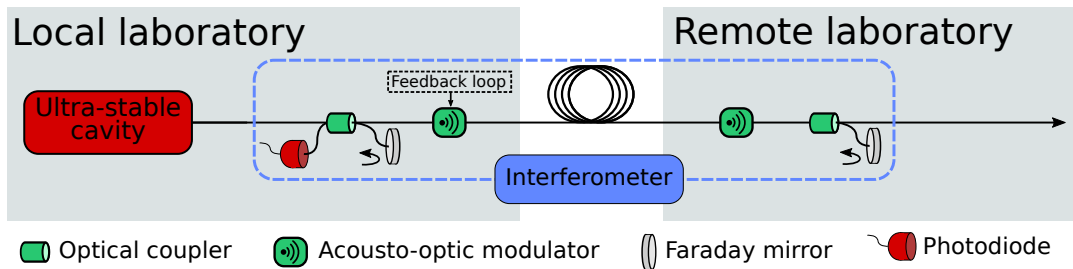 Local laboratory
Remote laboratory
Feedback loop
Ultra-stable
cavity
Interferometer
Optical coupler
Acousto-optic modulator
Faraday mirror
Photodiode